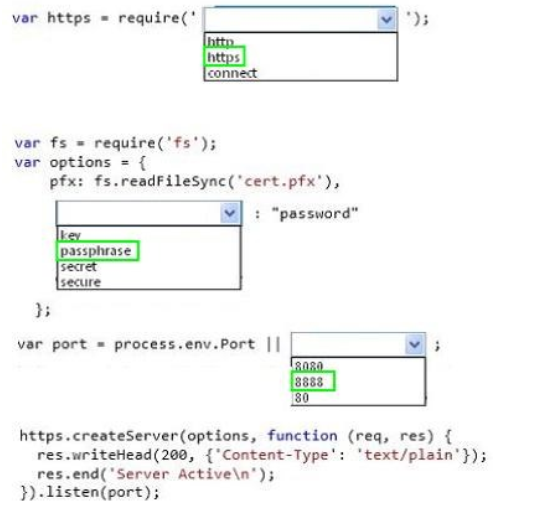 var https = require(' ');
http
https
connect
var fs = require('fs');
var options = {
pfx: fs.readFileSync('cert.pfx'),
: "password"
key
passphrase
secret
secure
};
var port = process.env.Port || ;
8080
8888
80
https.createServer(options, function (req, res) {
res.writeHead(200, {'Content-Type': 'text/plain'});
res.end('Server Active\n');
}).listen(port);